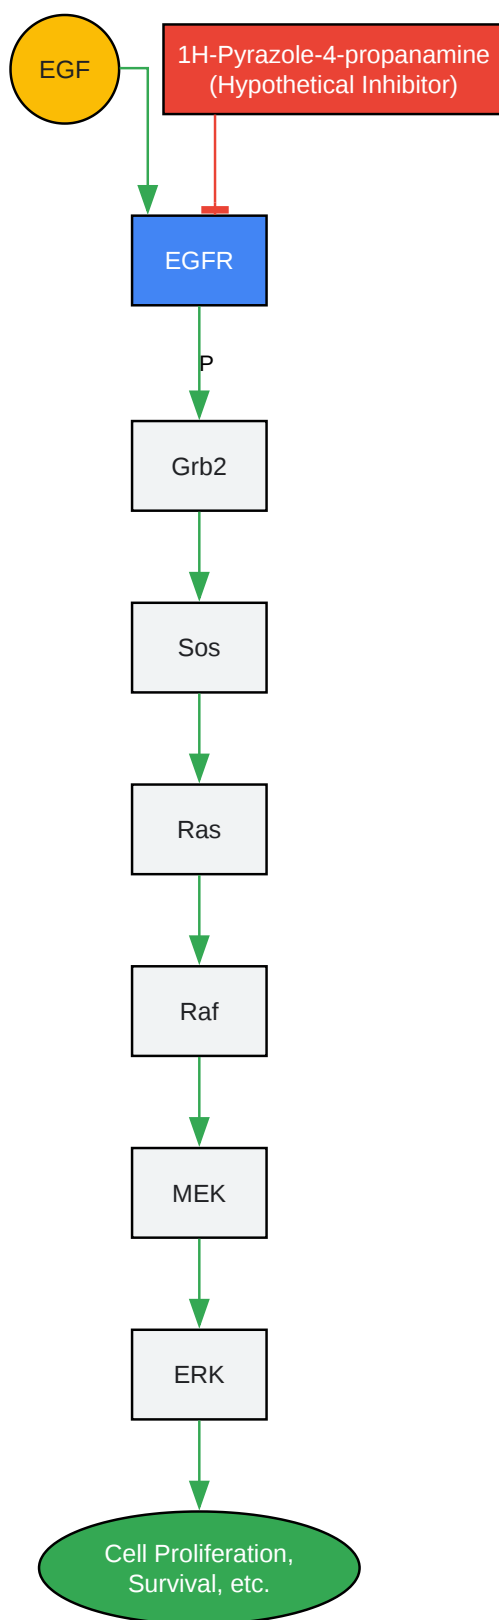 EGF
1H-Pyrazole-4-propanamine
(Hypothetical Inhibitor)
EGFR
P
Grb2
Sos
Ras
Raf
MEK
ERK
Cell Proliferation,
Survival, etc.